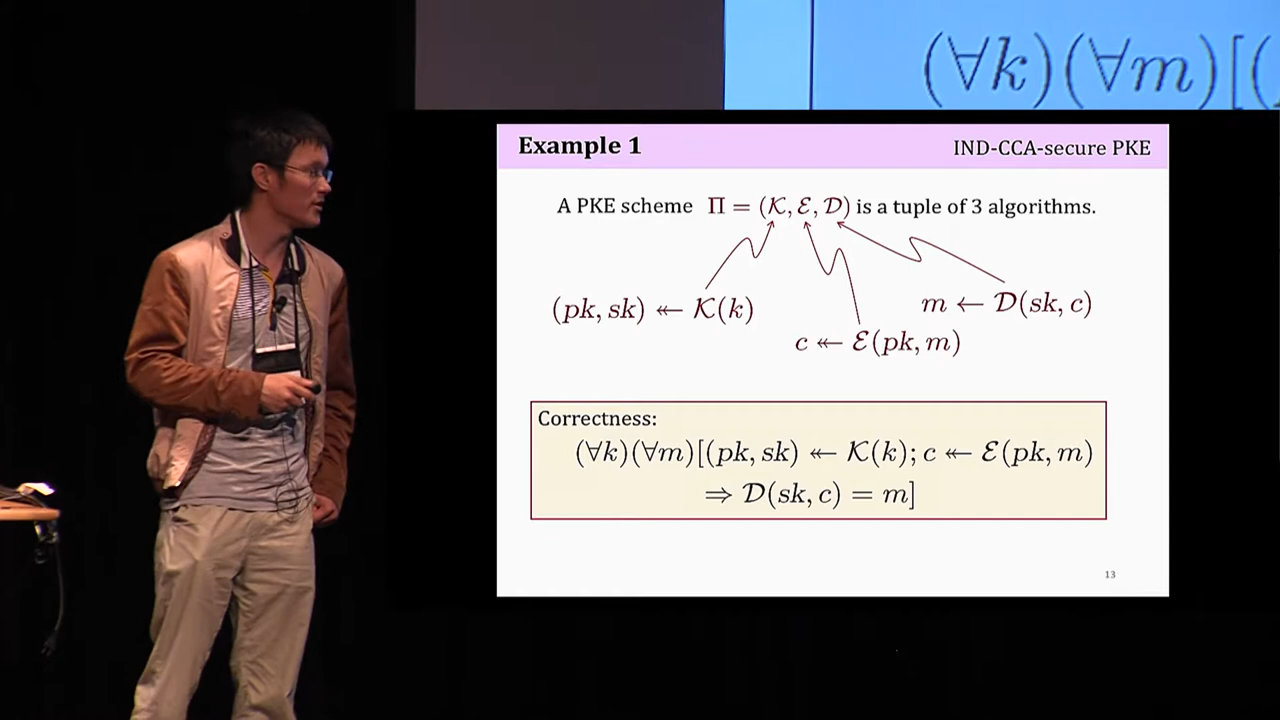 (∀k)(∀m)[(
Example 1
IND-CCA-secure PKE
A PKE scheme Π = (𝒦, ℰ, 𝒟) is a tuple of 3 algorithms.
(pk, sk) ↞ 𝒦(k)
m ← 𝒟(sk, c)
c ↞ ℰ(pk, m)
Correctness:
(∀k)(∀m)[(pk, sk) ↞ 𝒦(k); c ↞ ℰ(pk, m)
⇒ 𝒟(sk, c) = m]
13